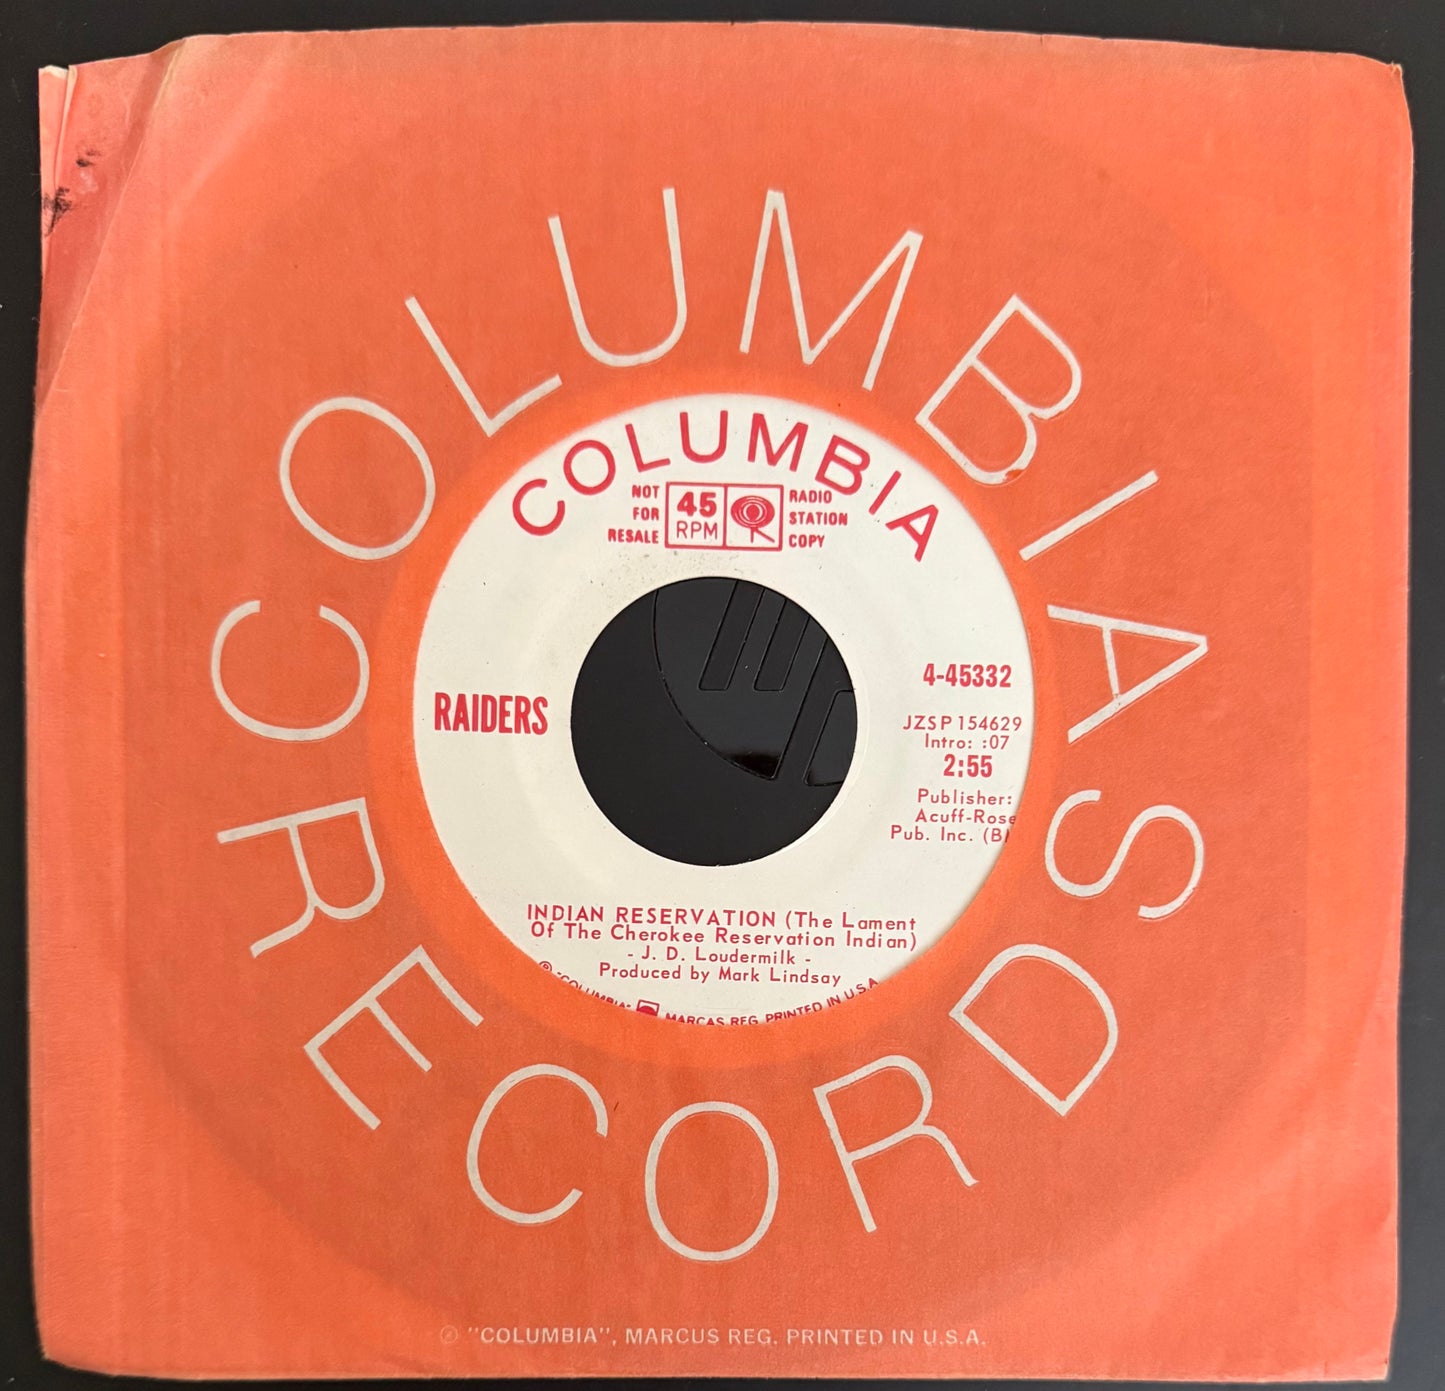 COLUMBIA RECORDS
COLUMBIA
NOT FOR RESALE
45 RPM
RADIO STATION COPY
RAIDERS
4-45332
JZSP 154629
Intro: :07
2:55
Publisher:
Acuff-Rose
Pub. Inc. (B
INDIAN RESERVATION (The Lament
Of The Cherokee Reservation Indian)
- J. D. Loudermilk -
Produced by Mark Lindsay
℗ "COLUMBIA" MARCAS REG. PRINTED IN U.S.A.
"COLUMBIA", MARCUS REG. PRINTED IN U.S.A.